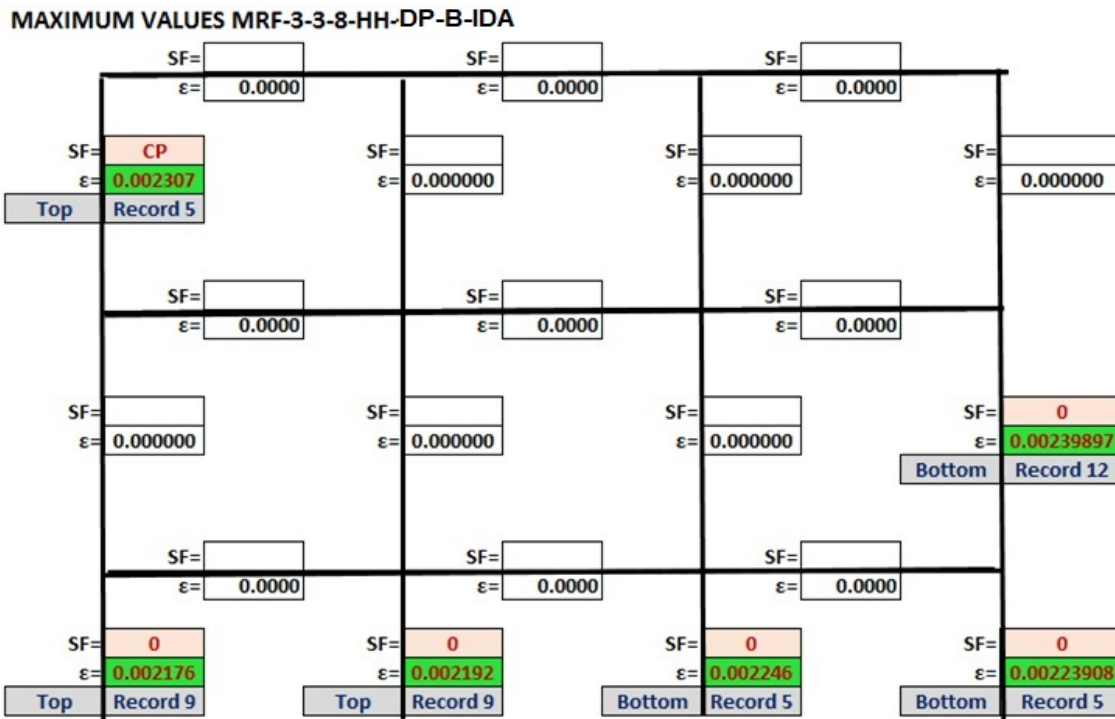 MAXIMUM VALUES MRF-3-3-8-HH-DP-B-IDA
SF= SF= SF=
ε= 0.0000 ε= 0.0000 ε= 0.0000
SF= CP SF= SF= SF=
ε= 0.002307 ε= 0.000000 ε= 0.000000 ε= 0.000000
Top Record 5
SF= SF= SF=
ε= 0.0000 ε= 0.0000 ε= 0.0000
SF= SF= SF= SF= 0
ε= 0.000000 ε= 0.000000 ε= 0.000000 ε= 0.00239897
Bottom Record 12
SF= SF= SF=
ε= 0.0000 ε= 0.0000 ε= 0.0000
SF= 0 SF= 0 SF= 0 SF= 0
ε= 0.002176 ε= 0.002192 ε= 0.002246 ε= 0.00223908
Top Record 9 Top Record 9 Bottom Record 5 Bottom Record 5